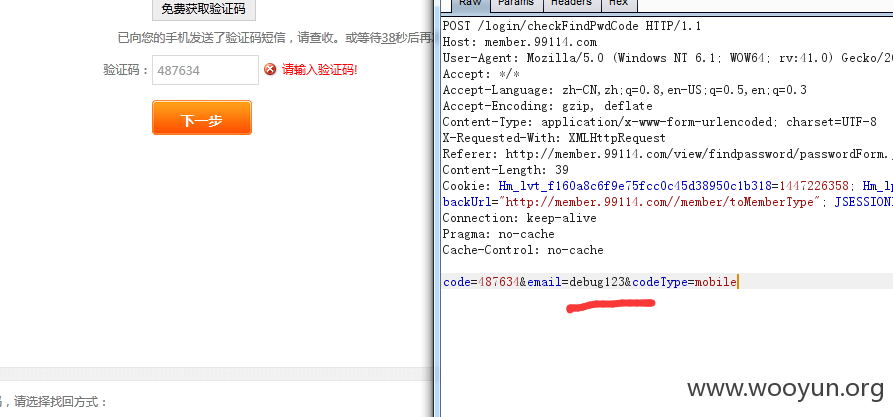 免费获取验证码
已向您的手机发送了验证码短信，请查收。或等待38秒后再
验证码：487634 请输入验证码!
下一步
码，请选择找回方式：
Raw Params Headers Hex
POST /login/checkFindPwdCode HTTP/1.1
Host: member.99114.com
User-Agent: Mozilla/5.0 (Windows NT 6.1; WOW64; rv:41.0) Gecko/20
Accept: */*
Accept-Language: zh-CN,zh;q=0.8,en-US;q=0.5,en;q=0.3
Accept-Encoding: gzip, deflate
Content-Type: application/x-www-form-urlencoded; charset=UTF-8
X-Requested-With: XMLHttpRequest
Referer: http://member.99114.com/view/findpassword/passwordForm.
Content-Length: 39
Cookie: Hm_lvt_f160a8c6f9e75fcc0c45d38950c1b318=1447226358; Hm_lp
backUrl="http://member.99114.com//member/toMemberType"; JSESSION
Connection: keep-alive
Pragma: no-cache
Cache-Control: no-cache
code=487634&email=debug123&codeType=mobile
www.wooyun.org